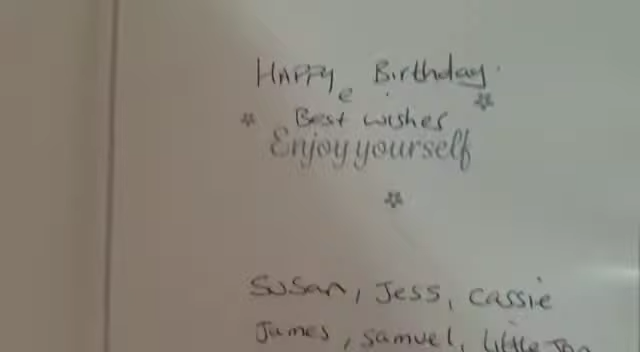 Happy Birthday.
e
Best wishes
Enjoy yourself
Susan, Jess, Cassie
James, Samuel, Little